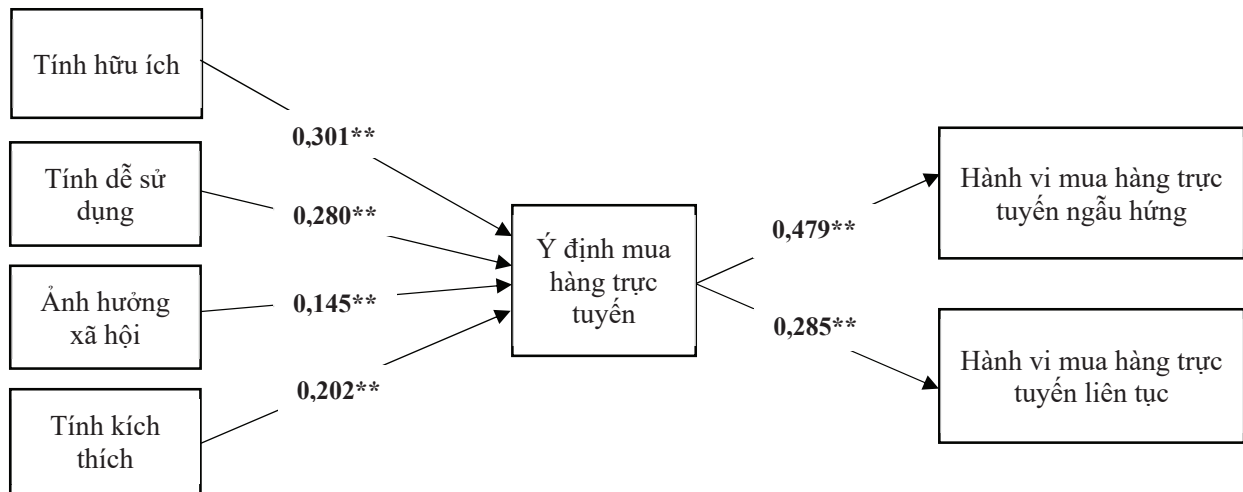 Tính hữu ích
0,301**
Tính dễ sử
dụng
0,280**
Ảnh hưởng
xã hội
0,145**
Tính kích
thích
0,202**
Ý định mua
hàng trực
tuyến
0,479**
Hành vi mua hàng trực
tuyến ngẫu hứng
0,285**
Hành vi mua hàng trực
tuyến liên tục